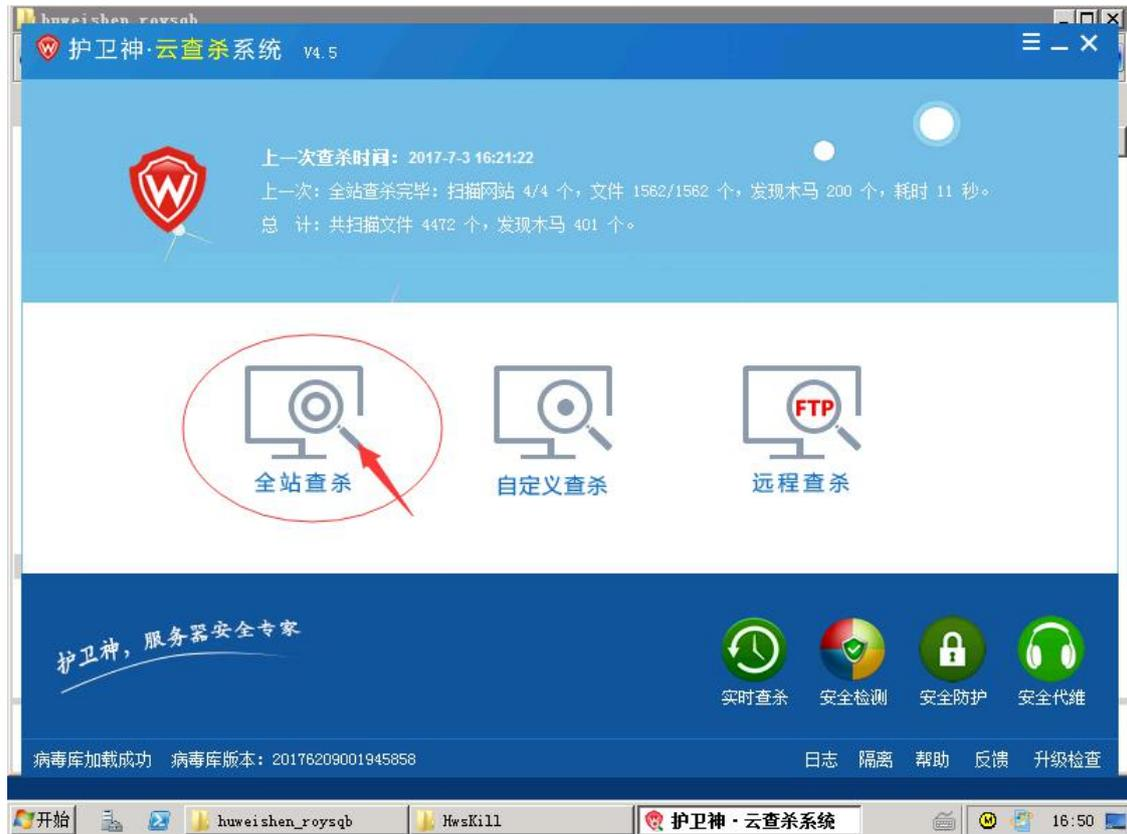 huweishen_roysqb
护卫神·云查杀系统 V4.5
上一次查杀时间：2017-7-3 16:21:22
上一次：全站查杀完毕：扫描网站 4/4 个，文件 1562/1562 个，发现木马 200 个，耗时 11 秒。
总 计：共扫描文件 4472 个，发现木马 401 个。
FTP
全站查杀 自定义查杀 远程查杀
护卫神，服务器安全专家
实时查杀 安全检测 安全防护 安全代维
病毒库加载成功 病毒库版本：20176209001945858 日志 隔离 帮助 反馈 升级检查
开始 huweishen_roysqb HwsKill 护卫神·云查杀系统 16:50